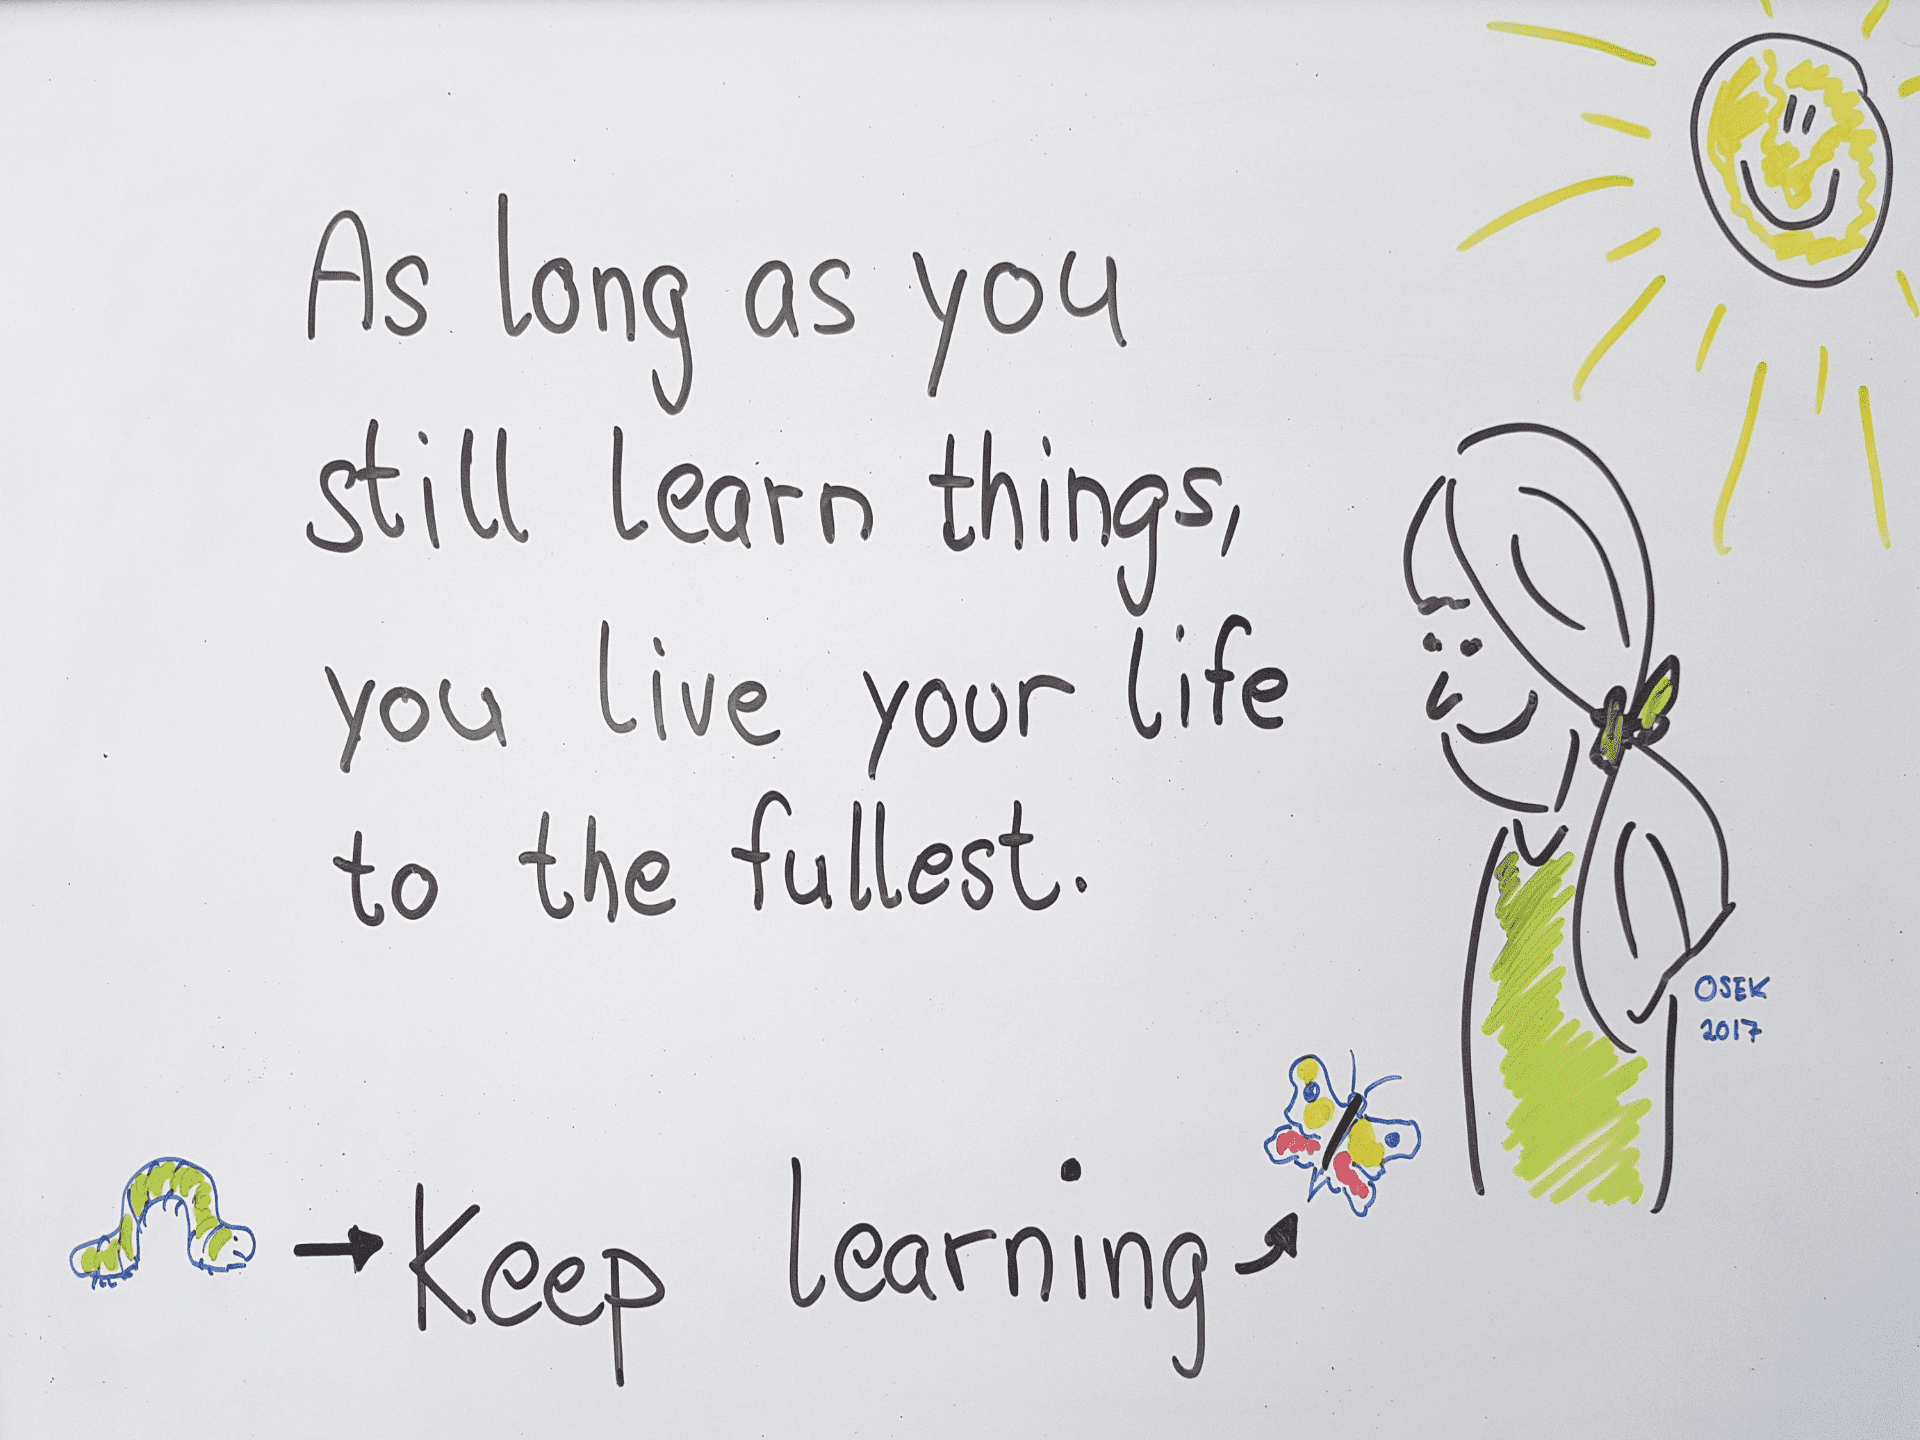 As long as you
still learn things,
you live your life
to the fullest.
OSEK
2017
Keep learning